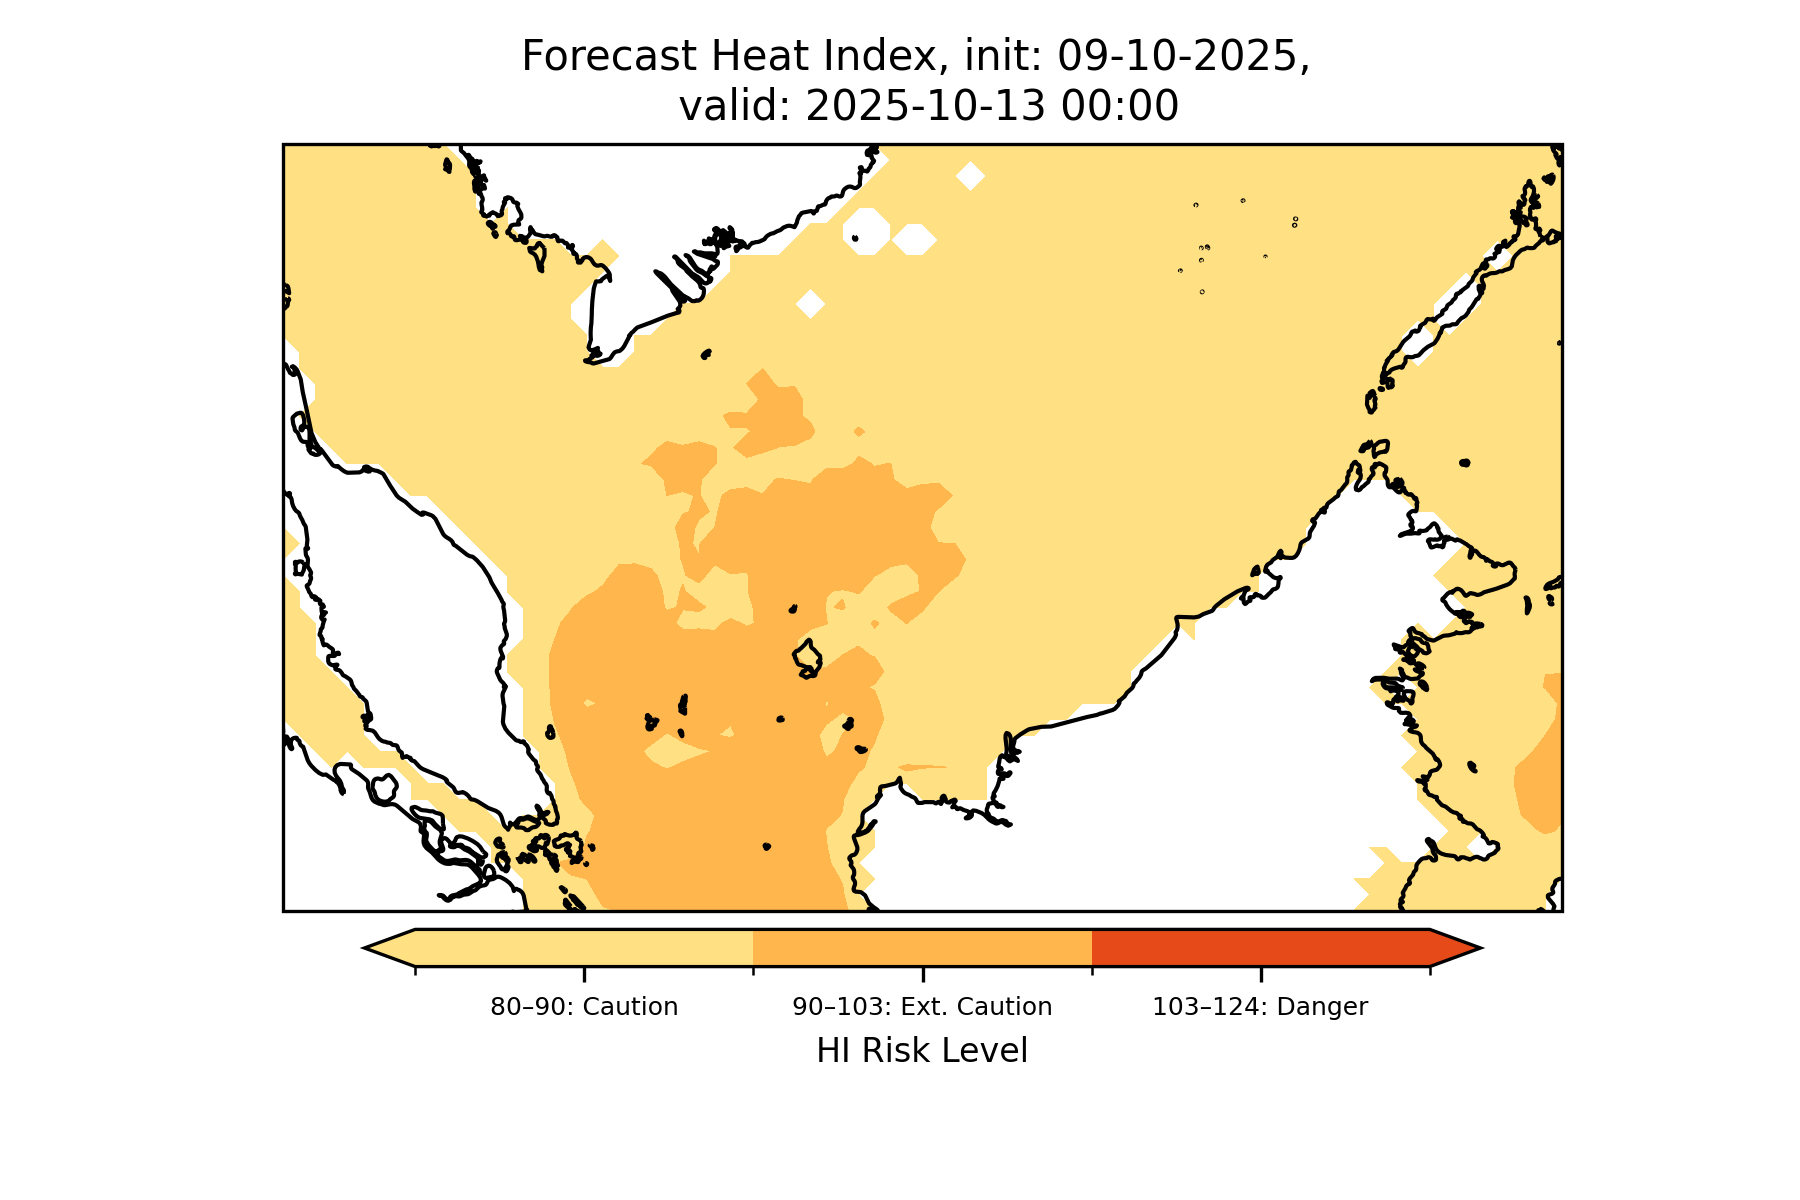 Forecast Heat Index, init: 09-10-2025,
valid: 2025-10-13 00:00
80–90: Caution
90–103: Ext. Caution
103–124: Danger
HI Risk Level